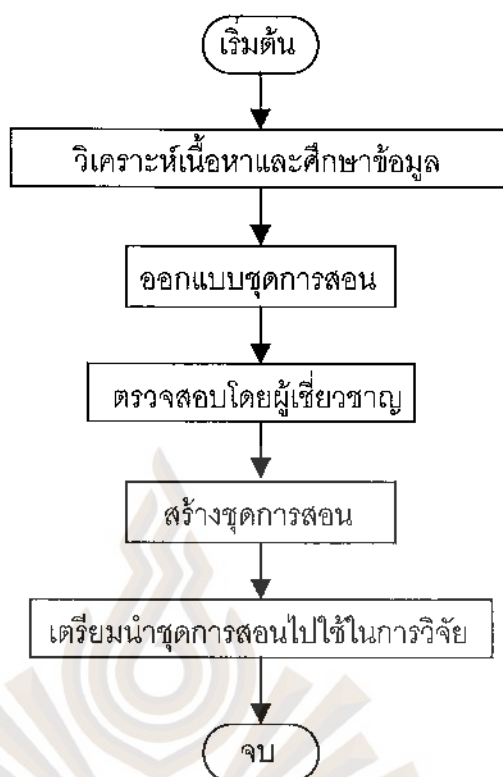 เริ่มต้น
วิเคราะห์เนื้อหาและศึกษาข้อมูล
ออกแบบชุดการสอน
ตรวจสอบโดยผู้เชี่ยวชาญ
สร้างชุดการสอน
เตรียมนำชุดการสอนไปใช้ในการวิจัย
จบ